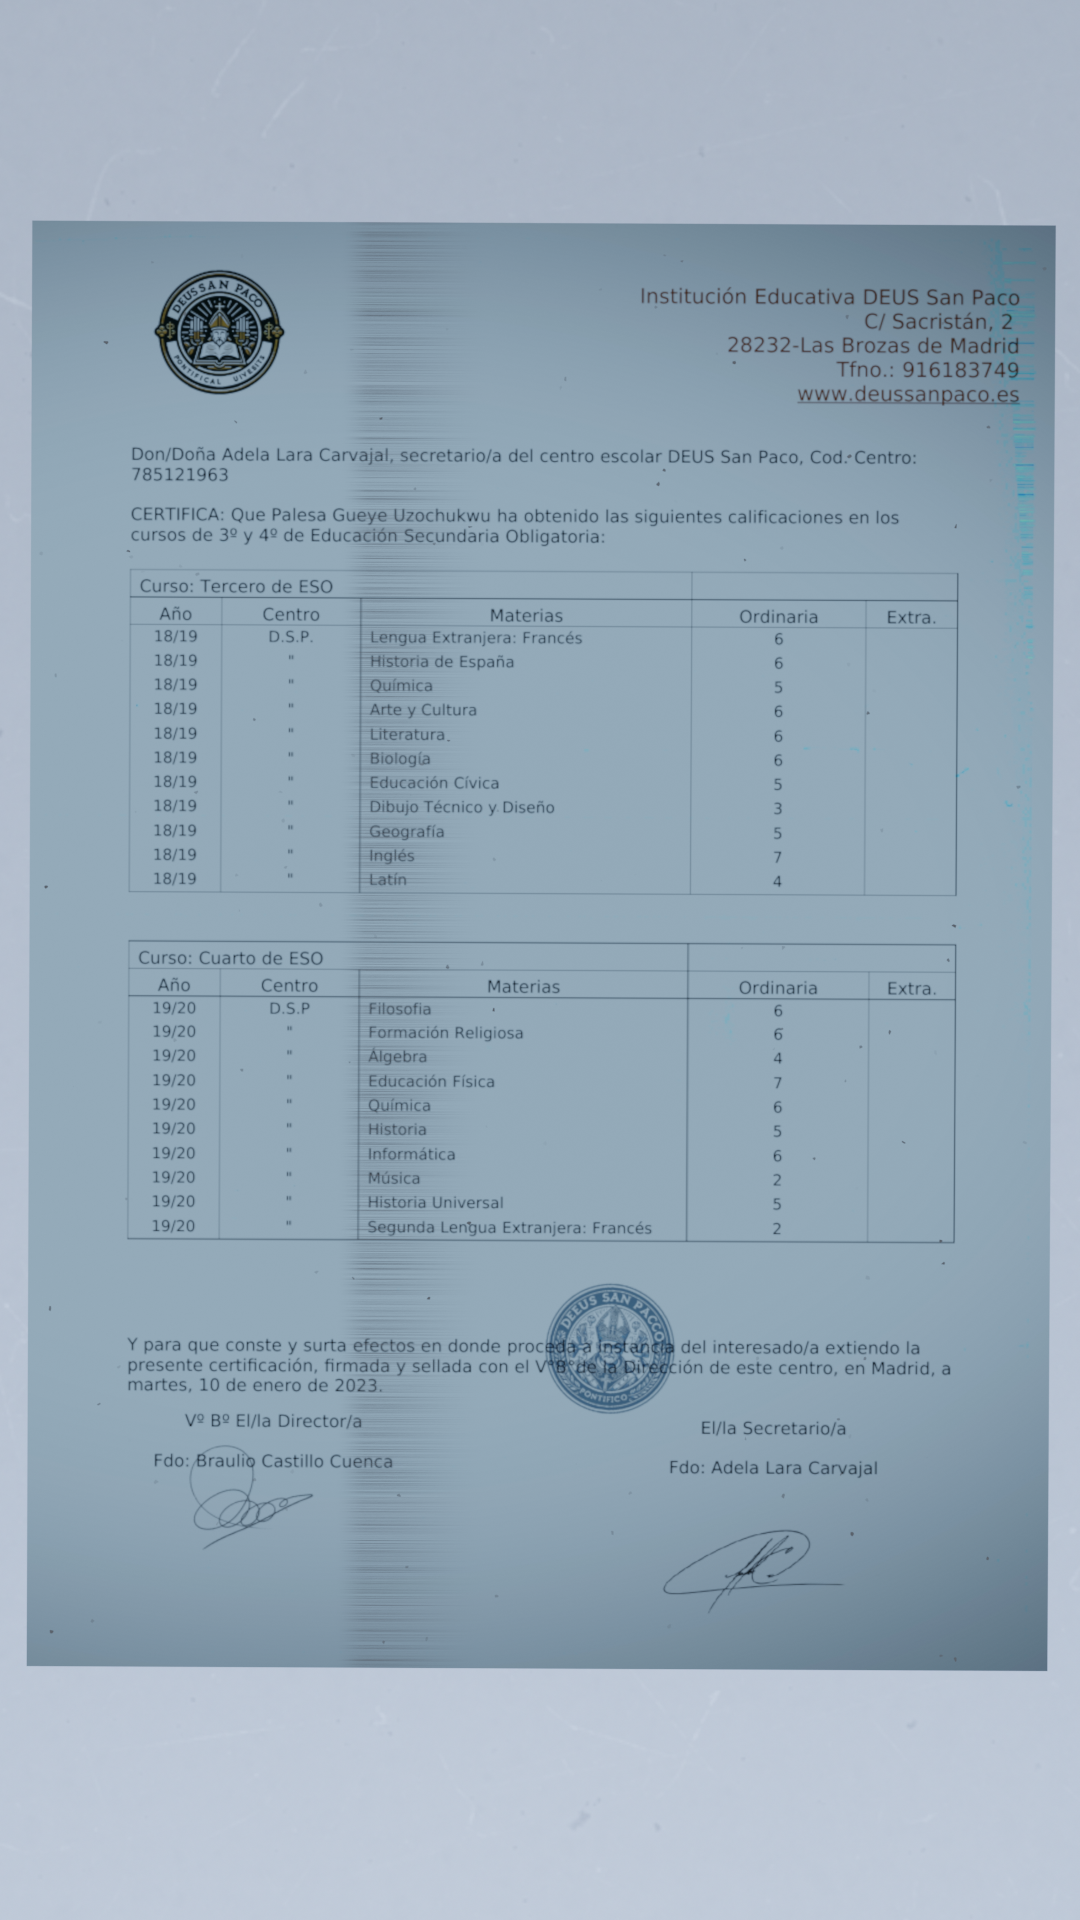 DEUSSAN PACO
PONTIFICAL UIVERITS
Institución Educativa DEUS San Paco
C/ Sacristán, 2
28232-Las Brozas de Madrid
Tfno.: 916183749
www.deussanpaco.es
Don/Doña Adela Lara Carvajal, secretario/a del centro escolar DEUS San Paco, Cod. Centro:
785121963
CERTIFICA: Que Palesa Gueye Uzochukwu ha obtenido las siguientes calificaciones en los
cursos de 3º y 4º de Educación Secundaria Obligatoria:
Curso: Tercero de ESO
Año Centro Materias Ordinaria Extra.
18/19 D.S.P. Lengua Extranjera: Francés 6
18/19 " Historia de España 6
18/19 " Química 5
18/19 " Arte y Cultura 6
18/19 " Literatura 6
18/19 " Biología 6
18/19 " Educación Cívica 5
18/19 " Dibujo Técnico y Diseño 3
18/19 " Geografía 5
18/19 " Inglés 7
18/19 " Latín 4
Curso: Cuarto de ESO
Año Centro Materias Ordinaria Extra.
19/20 D.S.P Filosofia 6
19/20 " Formación Religiosa 6
19/20 " Álgebra 4
19/20 " Educación Física 7
19/20 " Química 6
19/20 " Historia 5
19/20 " Informática 6
19/20 " Música 2
19/20 " Historia Universal 5
19/20 " Segunda Lengua Extranjera: Francés 2
DEEUS SAN PACCO
PONTIFICO
Y para que conste y surta efectos en donde proceda a instancia del interesado/a extiendo la
presente certificación, firmada y sellada con el VºBº de la Dirección de este centro, en Madrid, a
martes, 10 de enero de 2023.
Vº Bº El/la Director/a
El/la Secretario/a
Fdo: Braulio Castillo Cuenca
Fdo: Adela Lara Carvajal